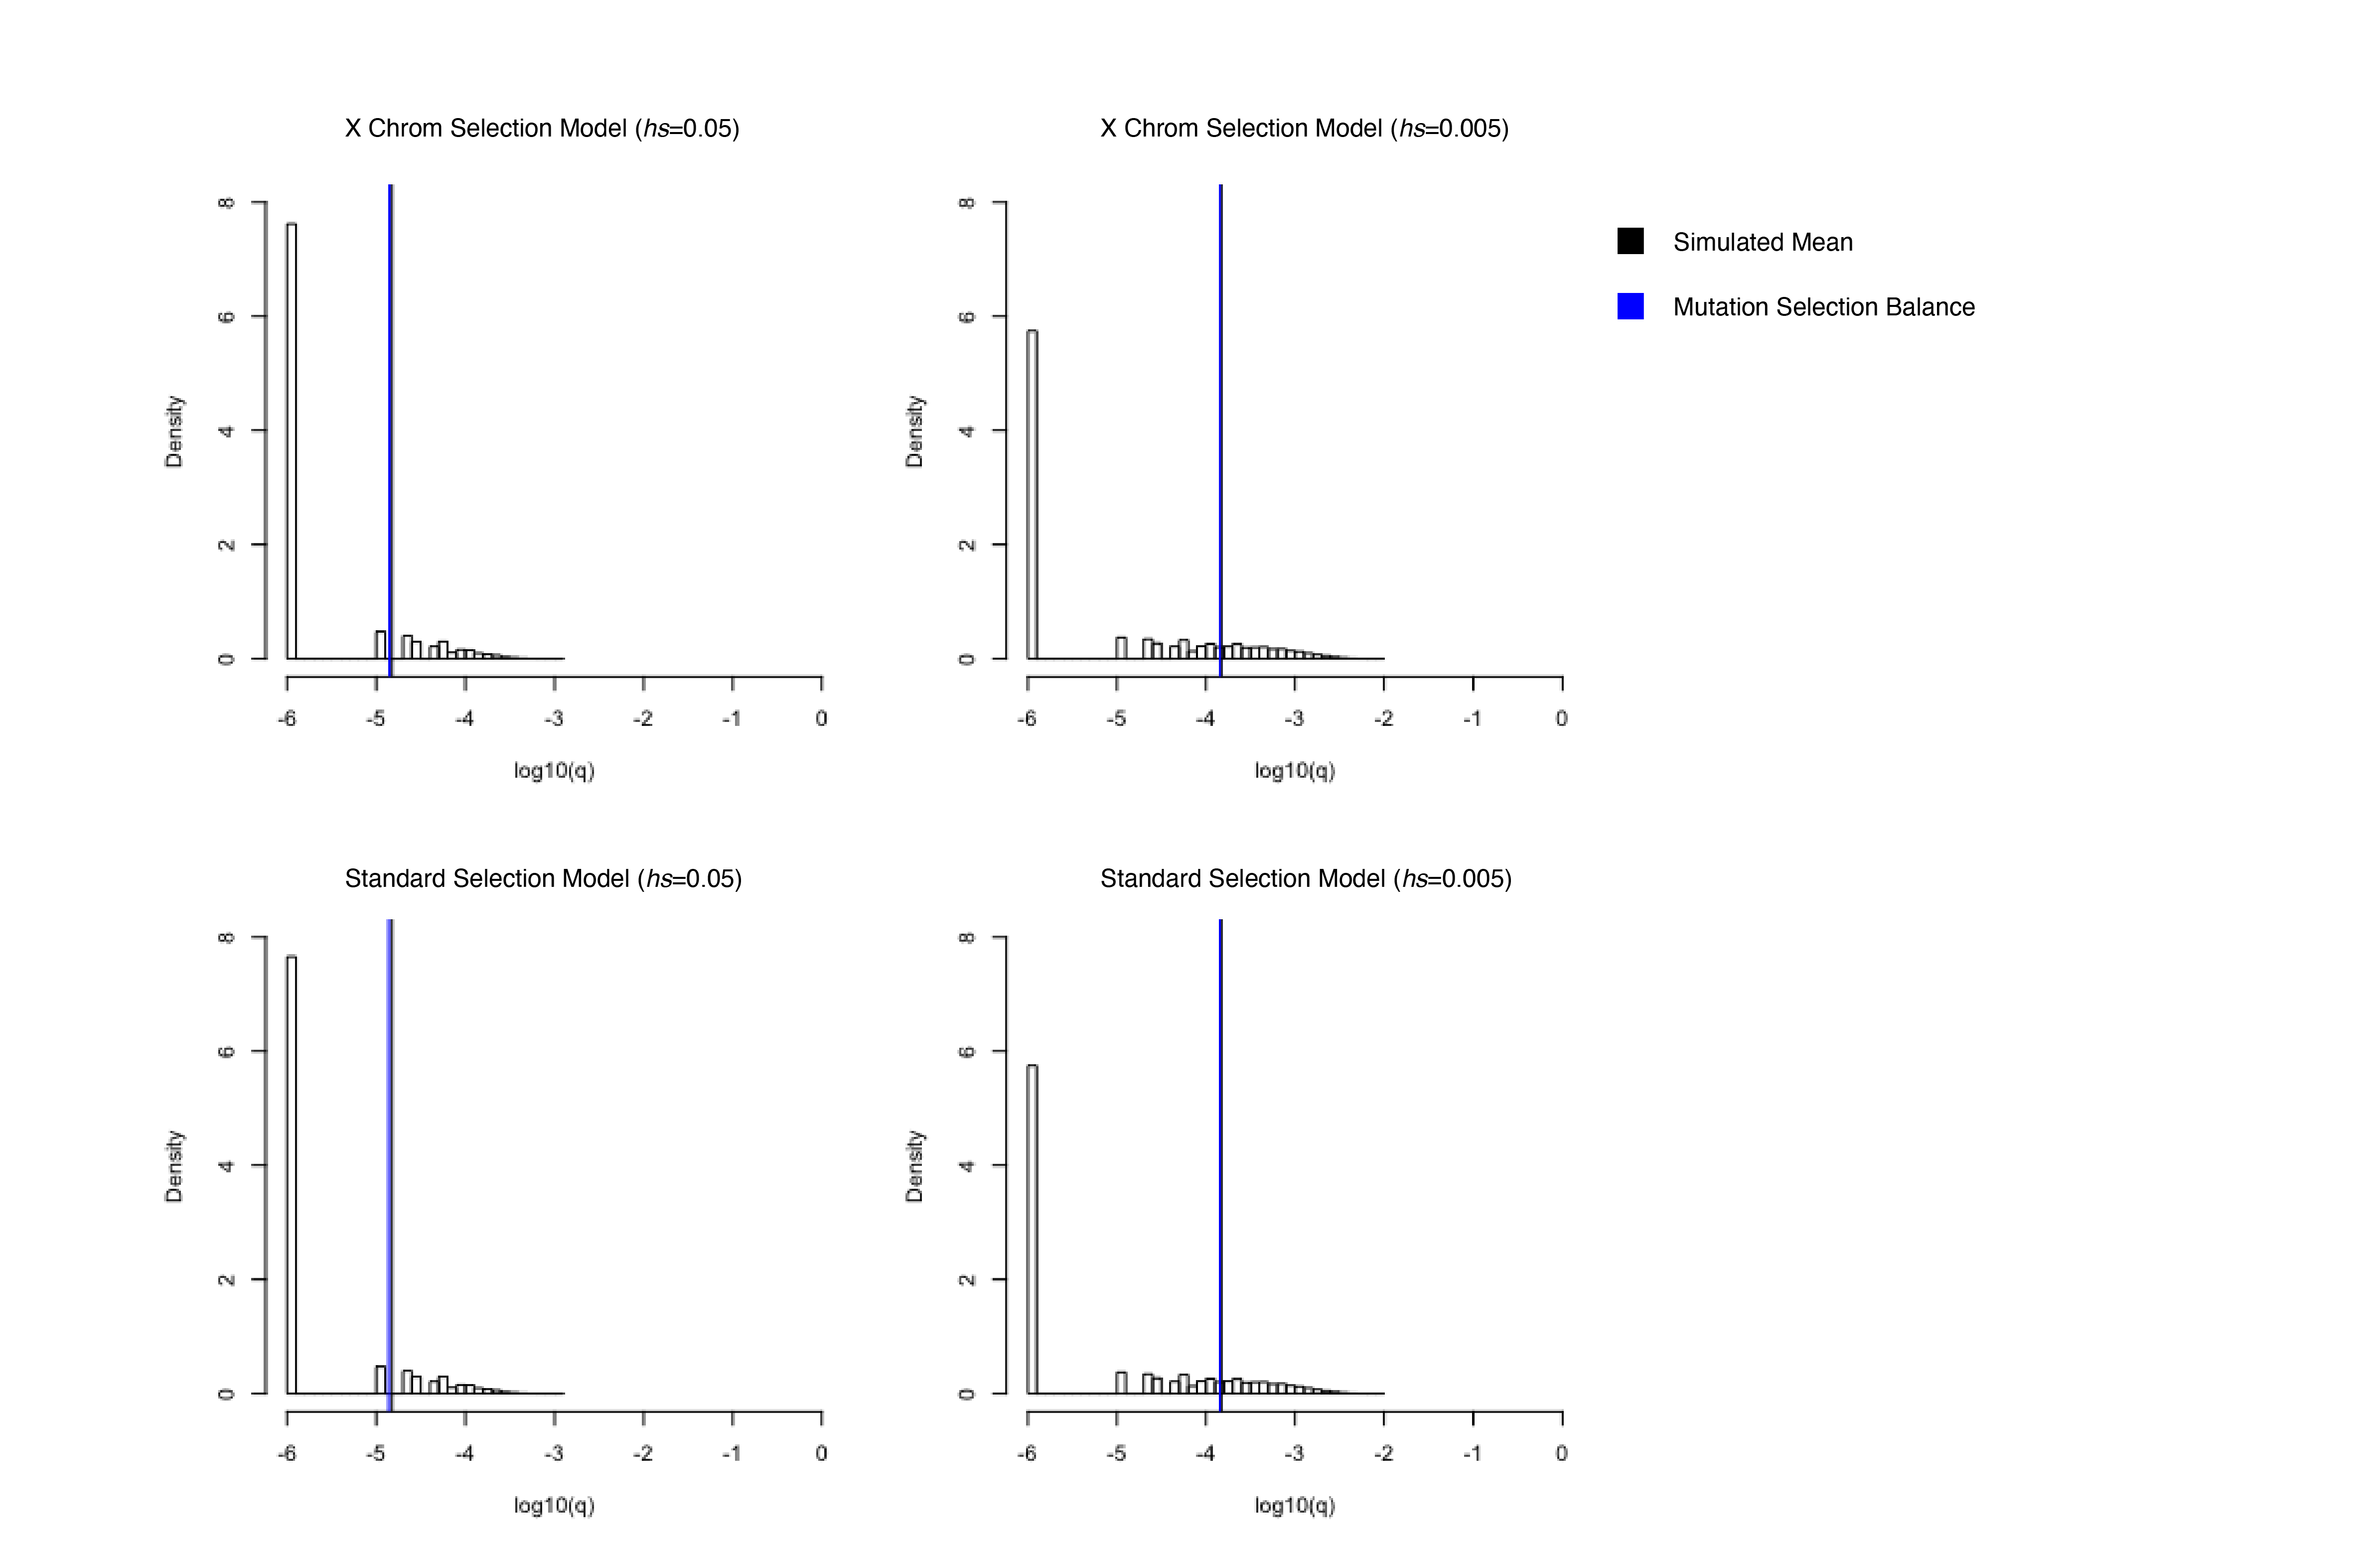 X Chrom Selection Model (hs=0.05)
X Chrom Selection Model (hs=0.005)
Density
0 2 4 6 8
-6 -5 -4 -3 -2 -1 0
log10(q)
Density
0 2 4 6 8
-6 -5 -4 -3 -2 -1 0
log10(q)
Simulated Mean
Mutation Selection Balance
Standard Selection Model (hs=0.05)
Standard Selection Model (hs=0.005)
Density
0 2 4 6 8
-6 -5 -4 -3 -2 -1 0
log10(q)
Density
0 2 4 6 8
-6 -5 -4 -3 -2 -1 0
log10(q)